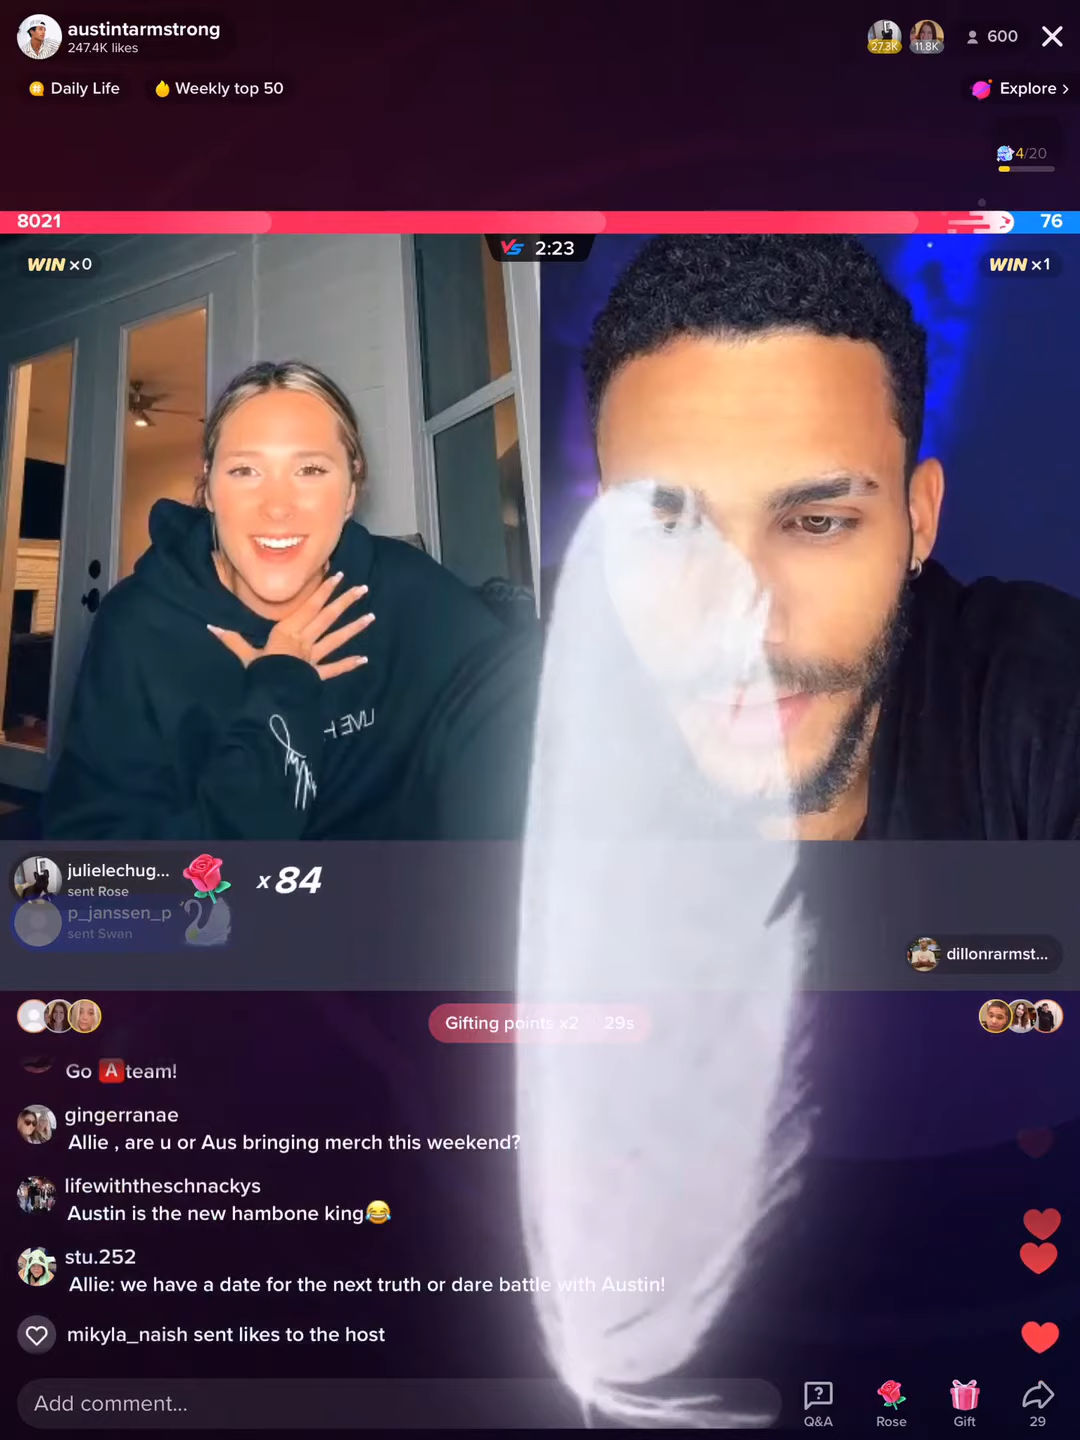 austintarmstrong
247.4K likes
27.3K
11.8K
600
Daily Life
Weekly top 50
Explore >
4/20
8021
76
WIN x0
VS 2:23
WIN x1
julielechug...
sent Rose
x 84
p_janssen_p
sent Swan
dillonrarmst...
Gifting points x2 29s
Go A team!
gingerranae
Allie , are u or Aus bringing merch this weekend?
lifewiththeschnackys
Austin is the new hambone king😂
stu.252
Allie: we have a date for the next truth or dare battle with Austin!
mikyla_naish sent likes to the host
Add comment...
Q&A
Rose
Gift
29